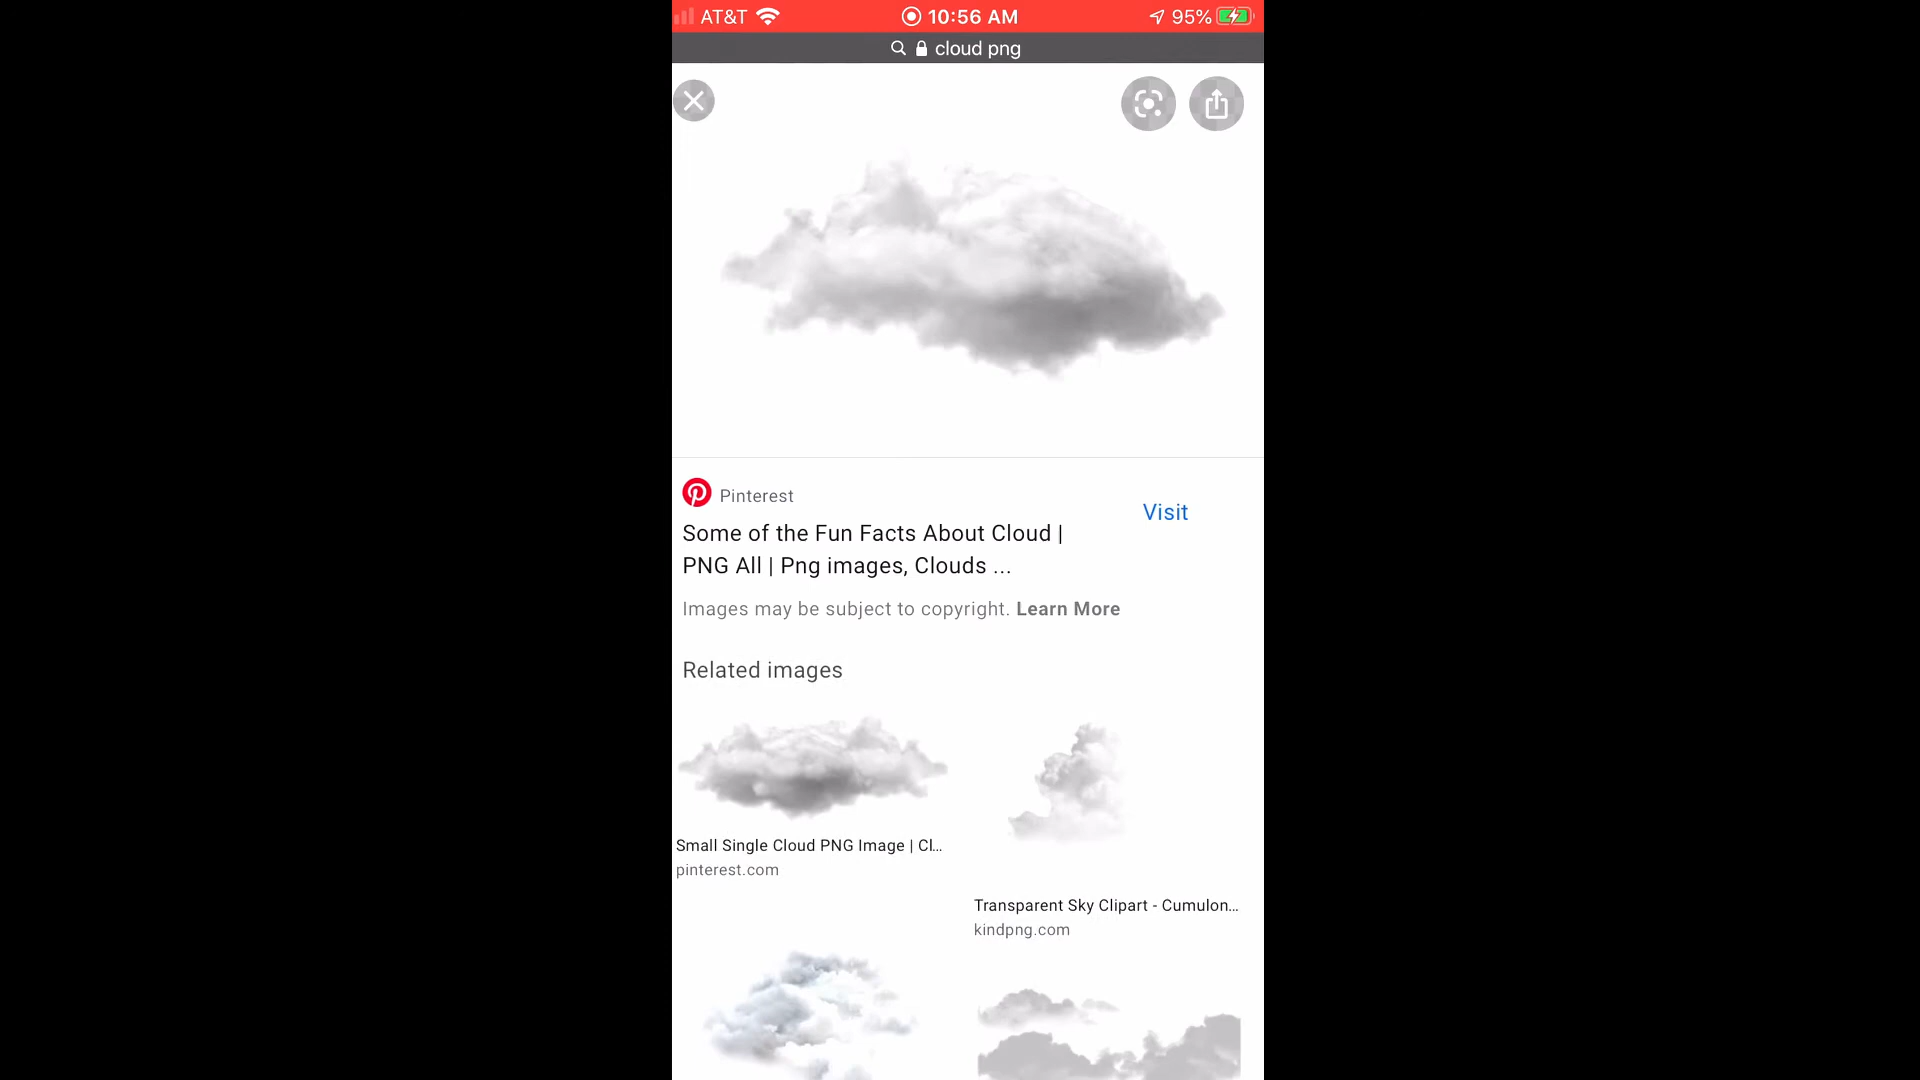 AT&T 10:56 AM 95%
cloud png
Pinterest
Visit
Some of the Fun Facts About Cloud |
PNG All | Png images, Clouds ...
Images may be subject to copyright. Learn More
Related images
Small Single Cloud PNG Image | Cl...
pinterest.com
Transparent Sky Clipart - Cumulon...
kindpng.com